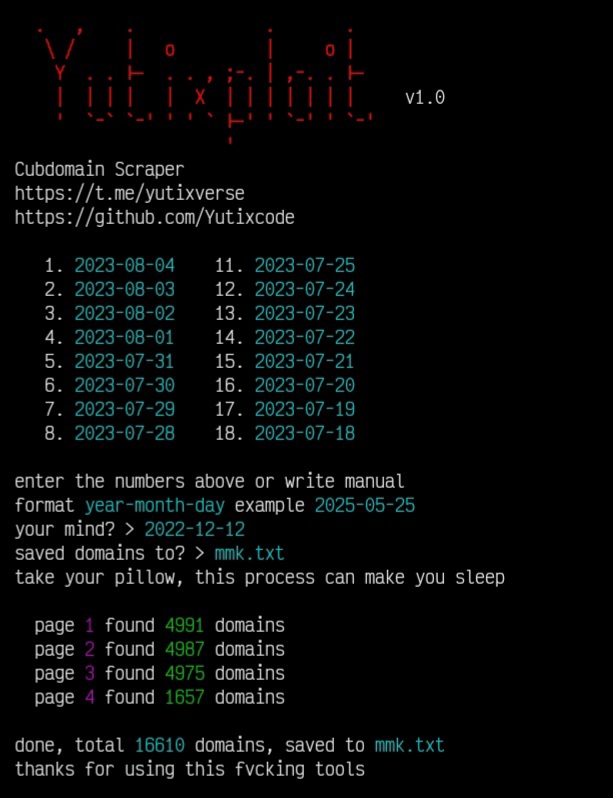 Yutixploit v1.0
Cubdomain Scraper
https://t.me/yutixverse
https://github.com/Yutixcode
1. 2023-08-04 11. 2023-07-25
2. 2023-08-03 12. 2023-07-24
3. 2023-08-02 13. 2023-07-23
4. 2023-08-01 14. 2023-07-22
5. 2023-07-31 15. 2023-07-21
6. 2023-07-30 16. 2023-07-20
7. 2023-07-29 17. 2023-07-19
8. 2023-07-28 18. 2023-07-18
enter the numbers above or write manual
format year-month-day example 2025-05-25
your mind? > 2022-12-12
saved domains to? > mmk.txt
take your pillow, this process can make you sleep
page 1 found 4991 domains
page 2 found 4987 domains
page 3 found 4975 domains
page 4 found 1657 domains
done, total 16610 domains, saved to mmk.txt
thanks for using this fvcking tools